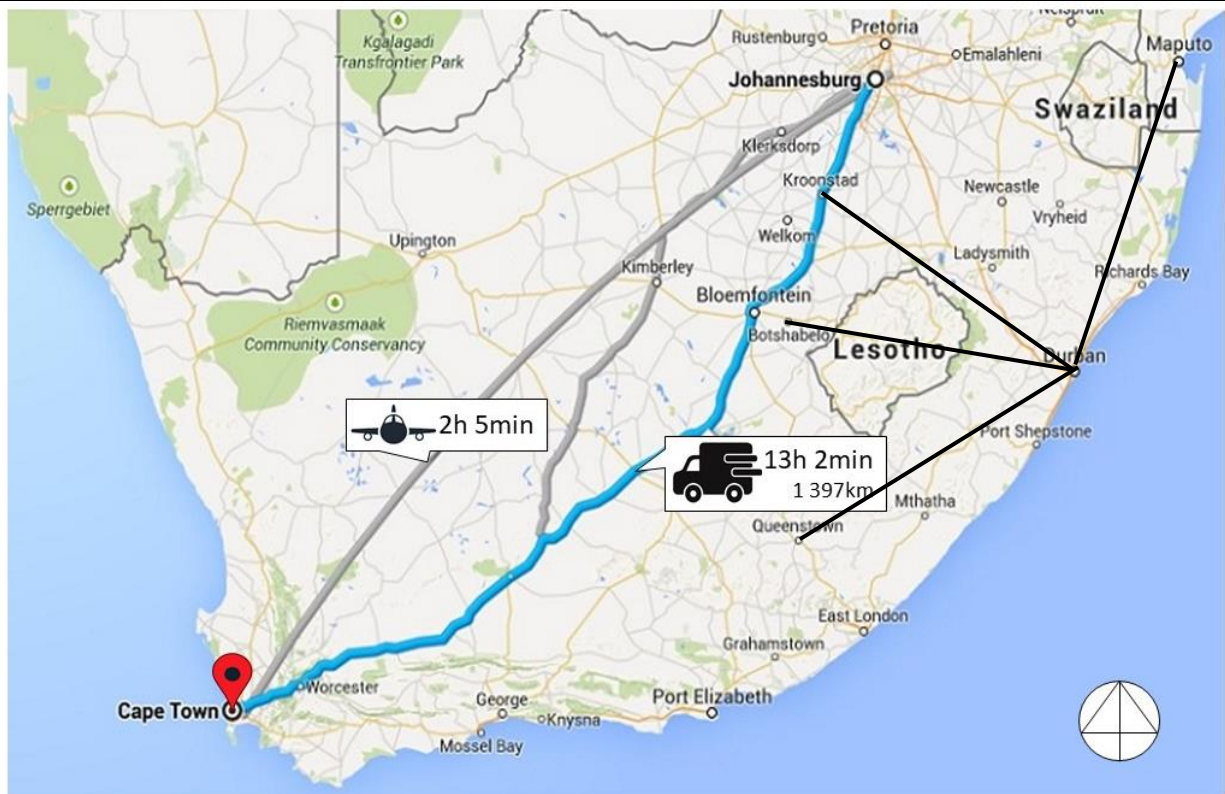 Nelspruit
Pretoria
Rustenburg
Kgalagadi
Transfrontier Park
Emalahleni
Maputo
Johannesburg
Swaziland
Klerksdorp
Kroonstad
Newcastle
Sperrgebiet
Vryheid
Welkom
Upington
Ladysmith
Kimberley
Richards Bay
Bloemfontein
Riemvasmaak
Community Conservancy
Botshabelo
Lesotho
Durban
2h 5min
Port Shepstone
13h 2min
1 397km
Mthatha
Queenstown
East London
Grahamstown
Worcester
George
Port Elizabeth
Cape Town
Knysna
Mossel Bay